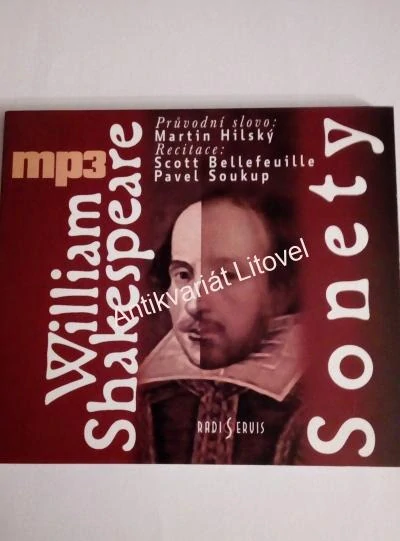 Průvodní slovo:
Martin Hilský
Recitace:
Scott Bellefeuille
Pavel Soukup
mp3
William
Shakespeare
Sonety
Antikvariát Litovel
RADIOSERVIS